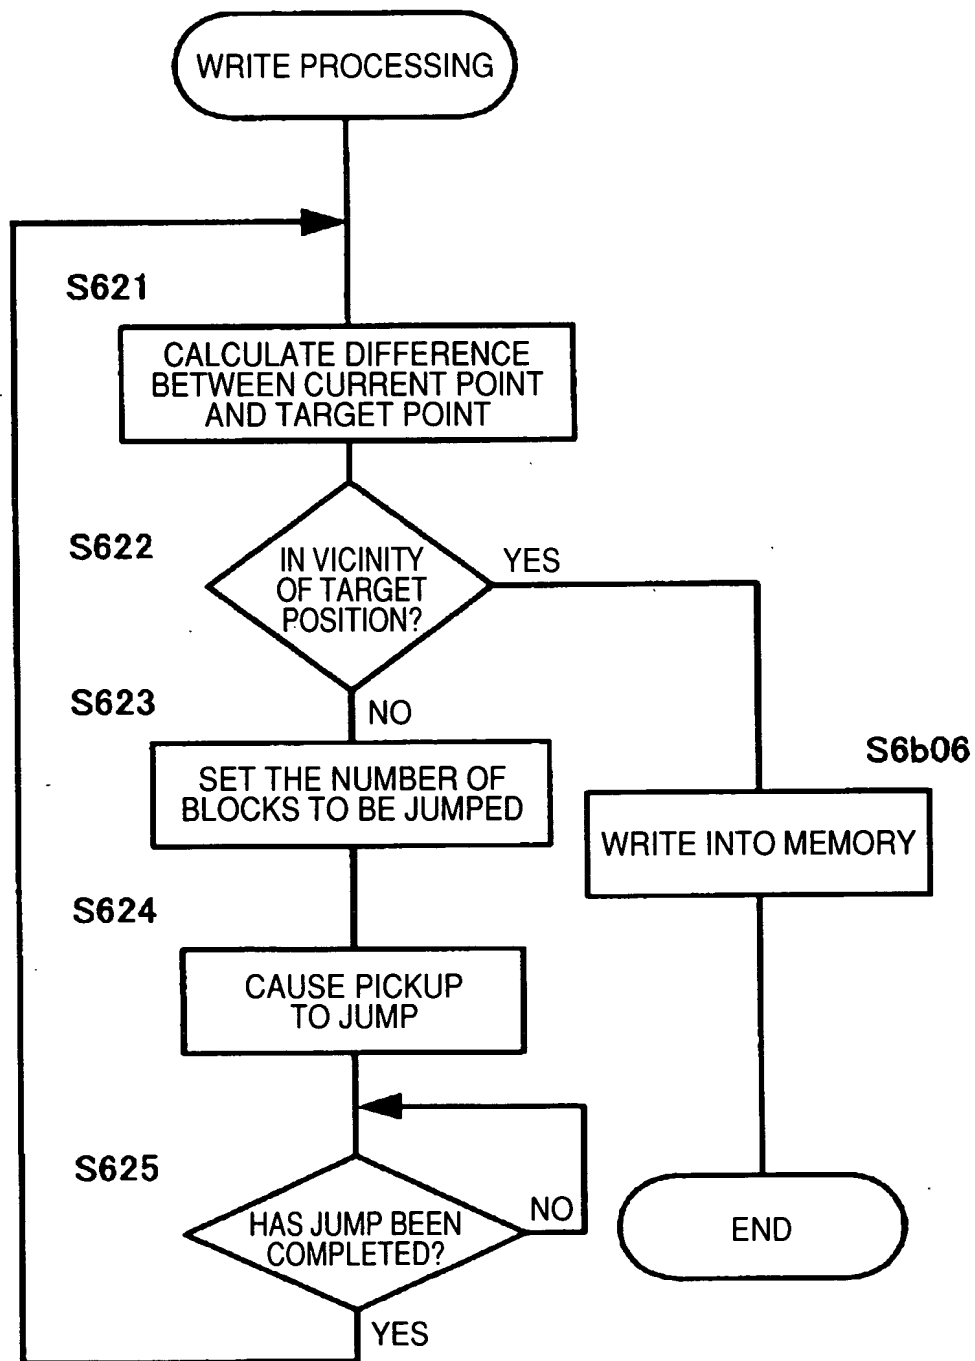 WRITE PROCESSING
S621
CALCULATE DIFFERENCE
BETWEEN CURRENT POINT
AND TARGET POINT
S622
IN VICINITY
OF TARGET
POSITION?
YES
S623
NO
SET THE NUMBER OF
BLOCKS TO BE JUMPED
S6b06
WRITE INTO MEMORY
S624
CAUSE PICKUP
TO JUMP
S625
HAS JUMP BEEN
COMPLETED?
NO
YES
END